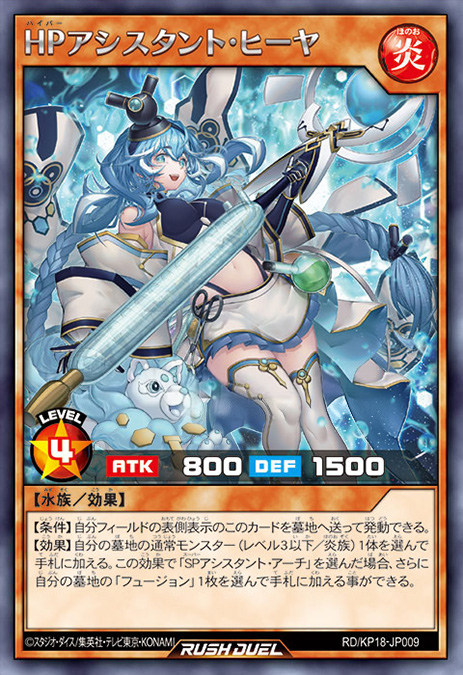 ハイパー
HPアシスタント・ヒーヤ
ほのお
炎
LEVEL
4
ATK 800 DEF 1500
【水族／効果】
【条件】自分フィールドの表側表示のこのカードを墓地へ送って発動できる。
【効果】自分の墓地の通常モンスター（レベル3以下／炎族）1体を選んで
手札に加える。この効果で「SPアシスタント・アーチ」を選んだ場合、さらに
自分の墓地の「フュージョン」1枚を選んで手札に加える事ができる。
©スタジオ・ダイス/集英社・テレビ東京・KONAMI
RUSH DUEL
RD/KP18-JP009